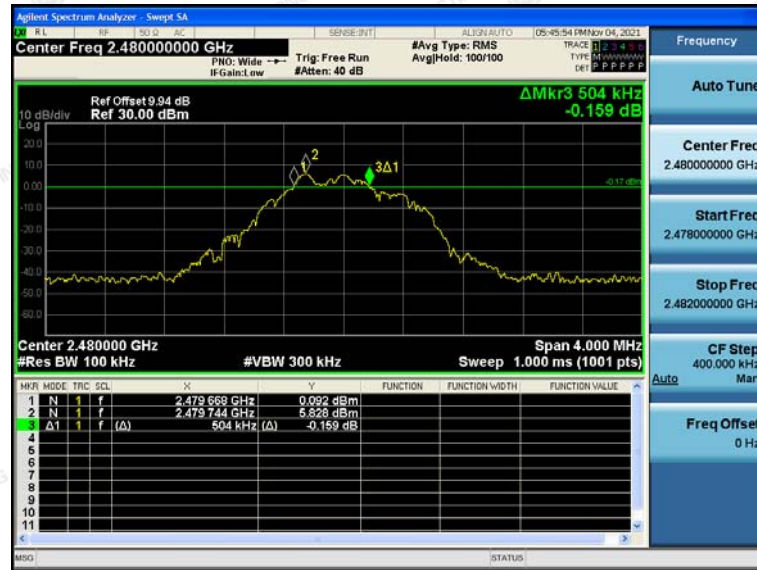 Agilent Spectrum Analyzer - Swept SA
RL RF 50 Ω AC SENSE:INT ALIGN AUTO 05:45:54 PM Nov 04, 2021
Center Freq 2.480000000 GHz
PNO: Wide
IFGain:Low
Trig: Free Run
#Atten: 40 dB
#Avg Type: RMS
Avg|Hold: 100/100
TRACE 1 2 3 4 5 6
TYPE M
DET P P P P P P
Ref Offset 9.94 dB
Ref 30.00 dBm
10 dB/div
Log
ΔMkr3 504 kHz
-0.159 dB
20.0
10.0
0.00
-10.0
-20.0
-30.0
-40.0
-50.0
-60.0
1
2
3Δ1
-0.17 dBm
Center 2.480000 GHz Span 4.000 MHz
#Res BW 100 kHz #VBW 300 kHz Sweep 1.000 ms (1001 pts)
MKR MODE TRC SCL X Y FUNCTION FUNCTION WIDTH FUNCTION VALUE
1 N 1 f 2.479 668 GHz 0.092 dBm
2 N 1 f 2.479 744 GHz 5.828 dBm
3 Δ1 1 f (Δ) 504 kHz (Δ) -0.159 dB
4
5
6
7
8
9
10
11
MSG STATUS
Frequency
Auto Tune
Center Freq
2.480000000 GHz
Start Freq
2.478000000 GHz
Stop Freq
2.482000000 GHz
CF Step
400.000 kHz
Auto Man
Freq Offset
0 Hz